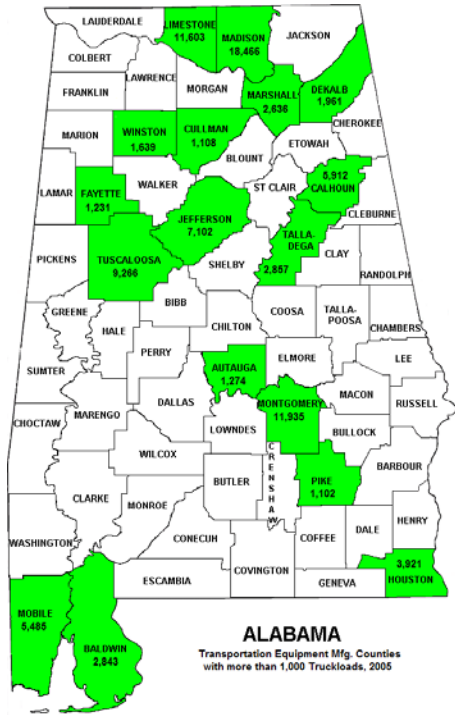 LAUDERDALE
LIMESTONE
11,603
MADISON
18,466
JACKSON
COLBERT
LAWRENCE
FRANKLIN
MORGAN
MARSHALL
2,636
DEKALB
1,961
CHEROKEE
MARION
WINSTON
1,639
CULLMAN
1,108
ETOWAH
BLOUNT
LAMAR
FAYETTE
1,231
WALKER
ST CLAIR
5,912
CALHOUN
JEFFERSON
7,102
CLEBURNE
TALLA-
DEGA
2,857
PICKENS
TUSCALOOSA
9,266
SHELBY
CLAY
RANDOLPH
BIBB
GREENE
HALE
PERRY
CHILTON
COOSA
TALLA-
POOSA
CHAMBERS
SUMTER
AUTAUGA
1,274
ELMORE
LEE
CHOCTAW
MARENGO
DALLAS
LOWNDES
MONTGOMERY
11,935
MACON
RUSSELL
BULLOCK
WILCOX
CLARKE
MONROE
BUTLER
CRENSHAW
PIKE
1,102
BARBOUR
WASHINGTON
CONECUH
COVINGTON
COFFEE
DALE
HENRY
ESCAMBIA
GENEVA
3,921
HOUSTON
MOBILE
5,485
BALDWIN
2,843
ALABAMA
Transportation Equipment Mfg. Counties
with more than 1,000 Truckloads, 2005